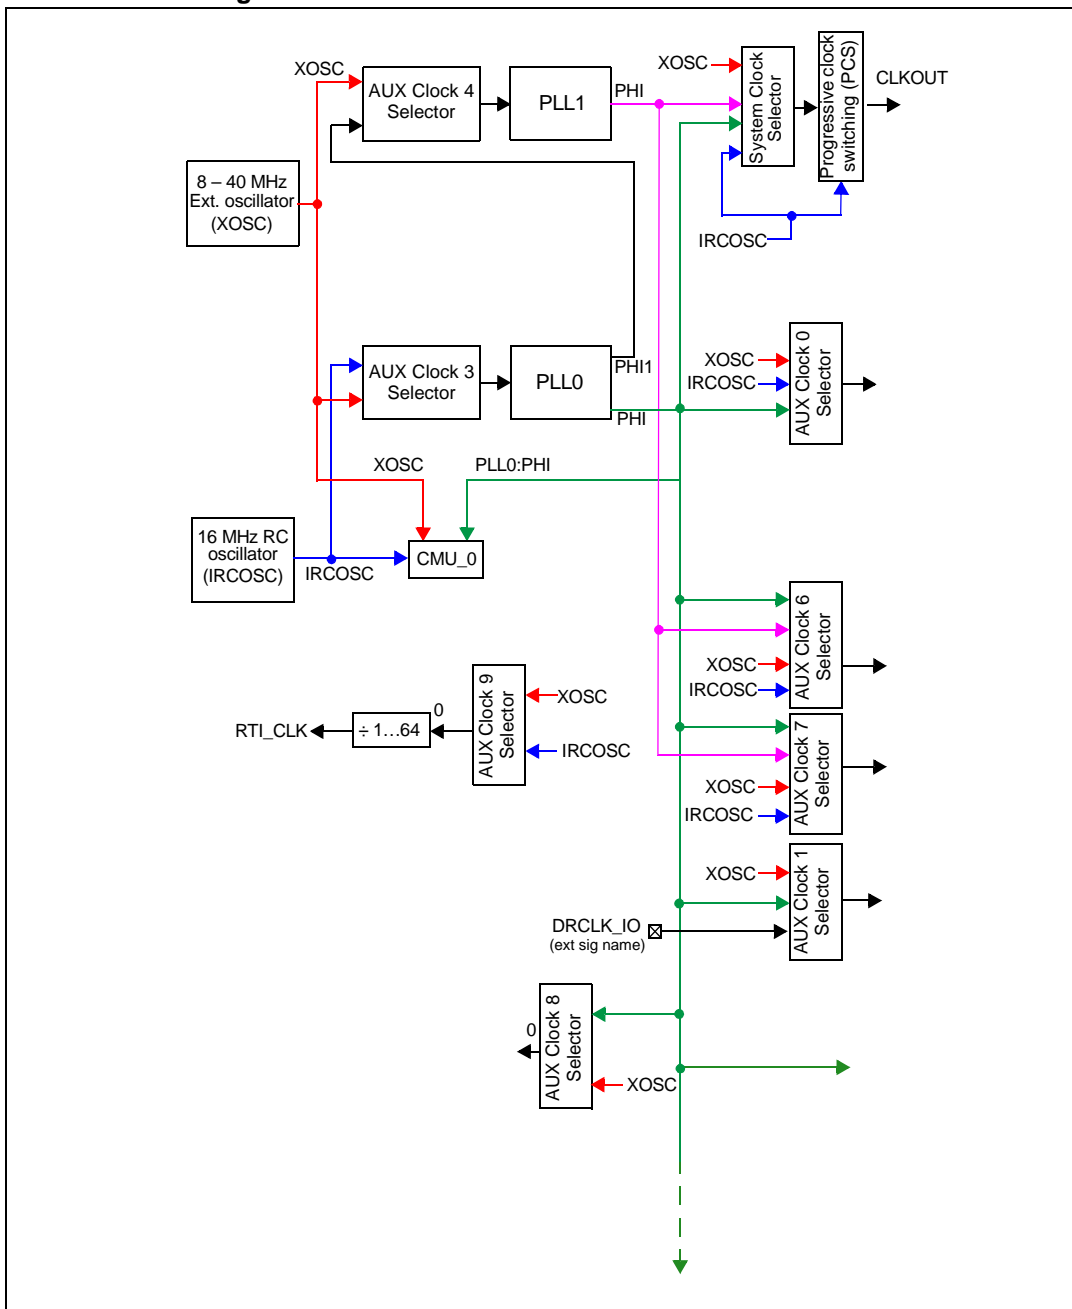 XOSC
AUX Clock 4
Selector
PLL1
PHI
XOSC
System Clock
Selector
Progressive clock
switching (PCS)
CLKOUT
8 – 40 MHz
Ext. oscillator
(XOSC)
IRCOSC
AUX Clock 3
Selector
PLL0
PHI1
PHI
XOSC
IRCOSC
AUX Clock 0
Selector
XOSC
PLL0:PHI
16 MHz RC
oscillator
(IRCOSC)
IRCOSC
CMU_0
XOSC
IRCOSC
AUX Clock 6
Selector
RTI_CLK
÷ 1...64
0
AUX Clock 9
Selector
XOSC
IRCOSC
XOSC
IRCOSC
AUX Clock 7
Selector
XOSC
DRCLK_IO
(ext sig name)
AUX Clock 1
Selector
0
AUX Clock 8
Selector
XOSC